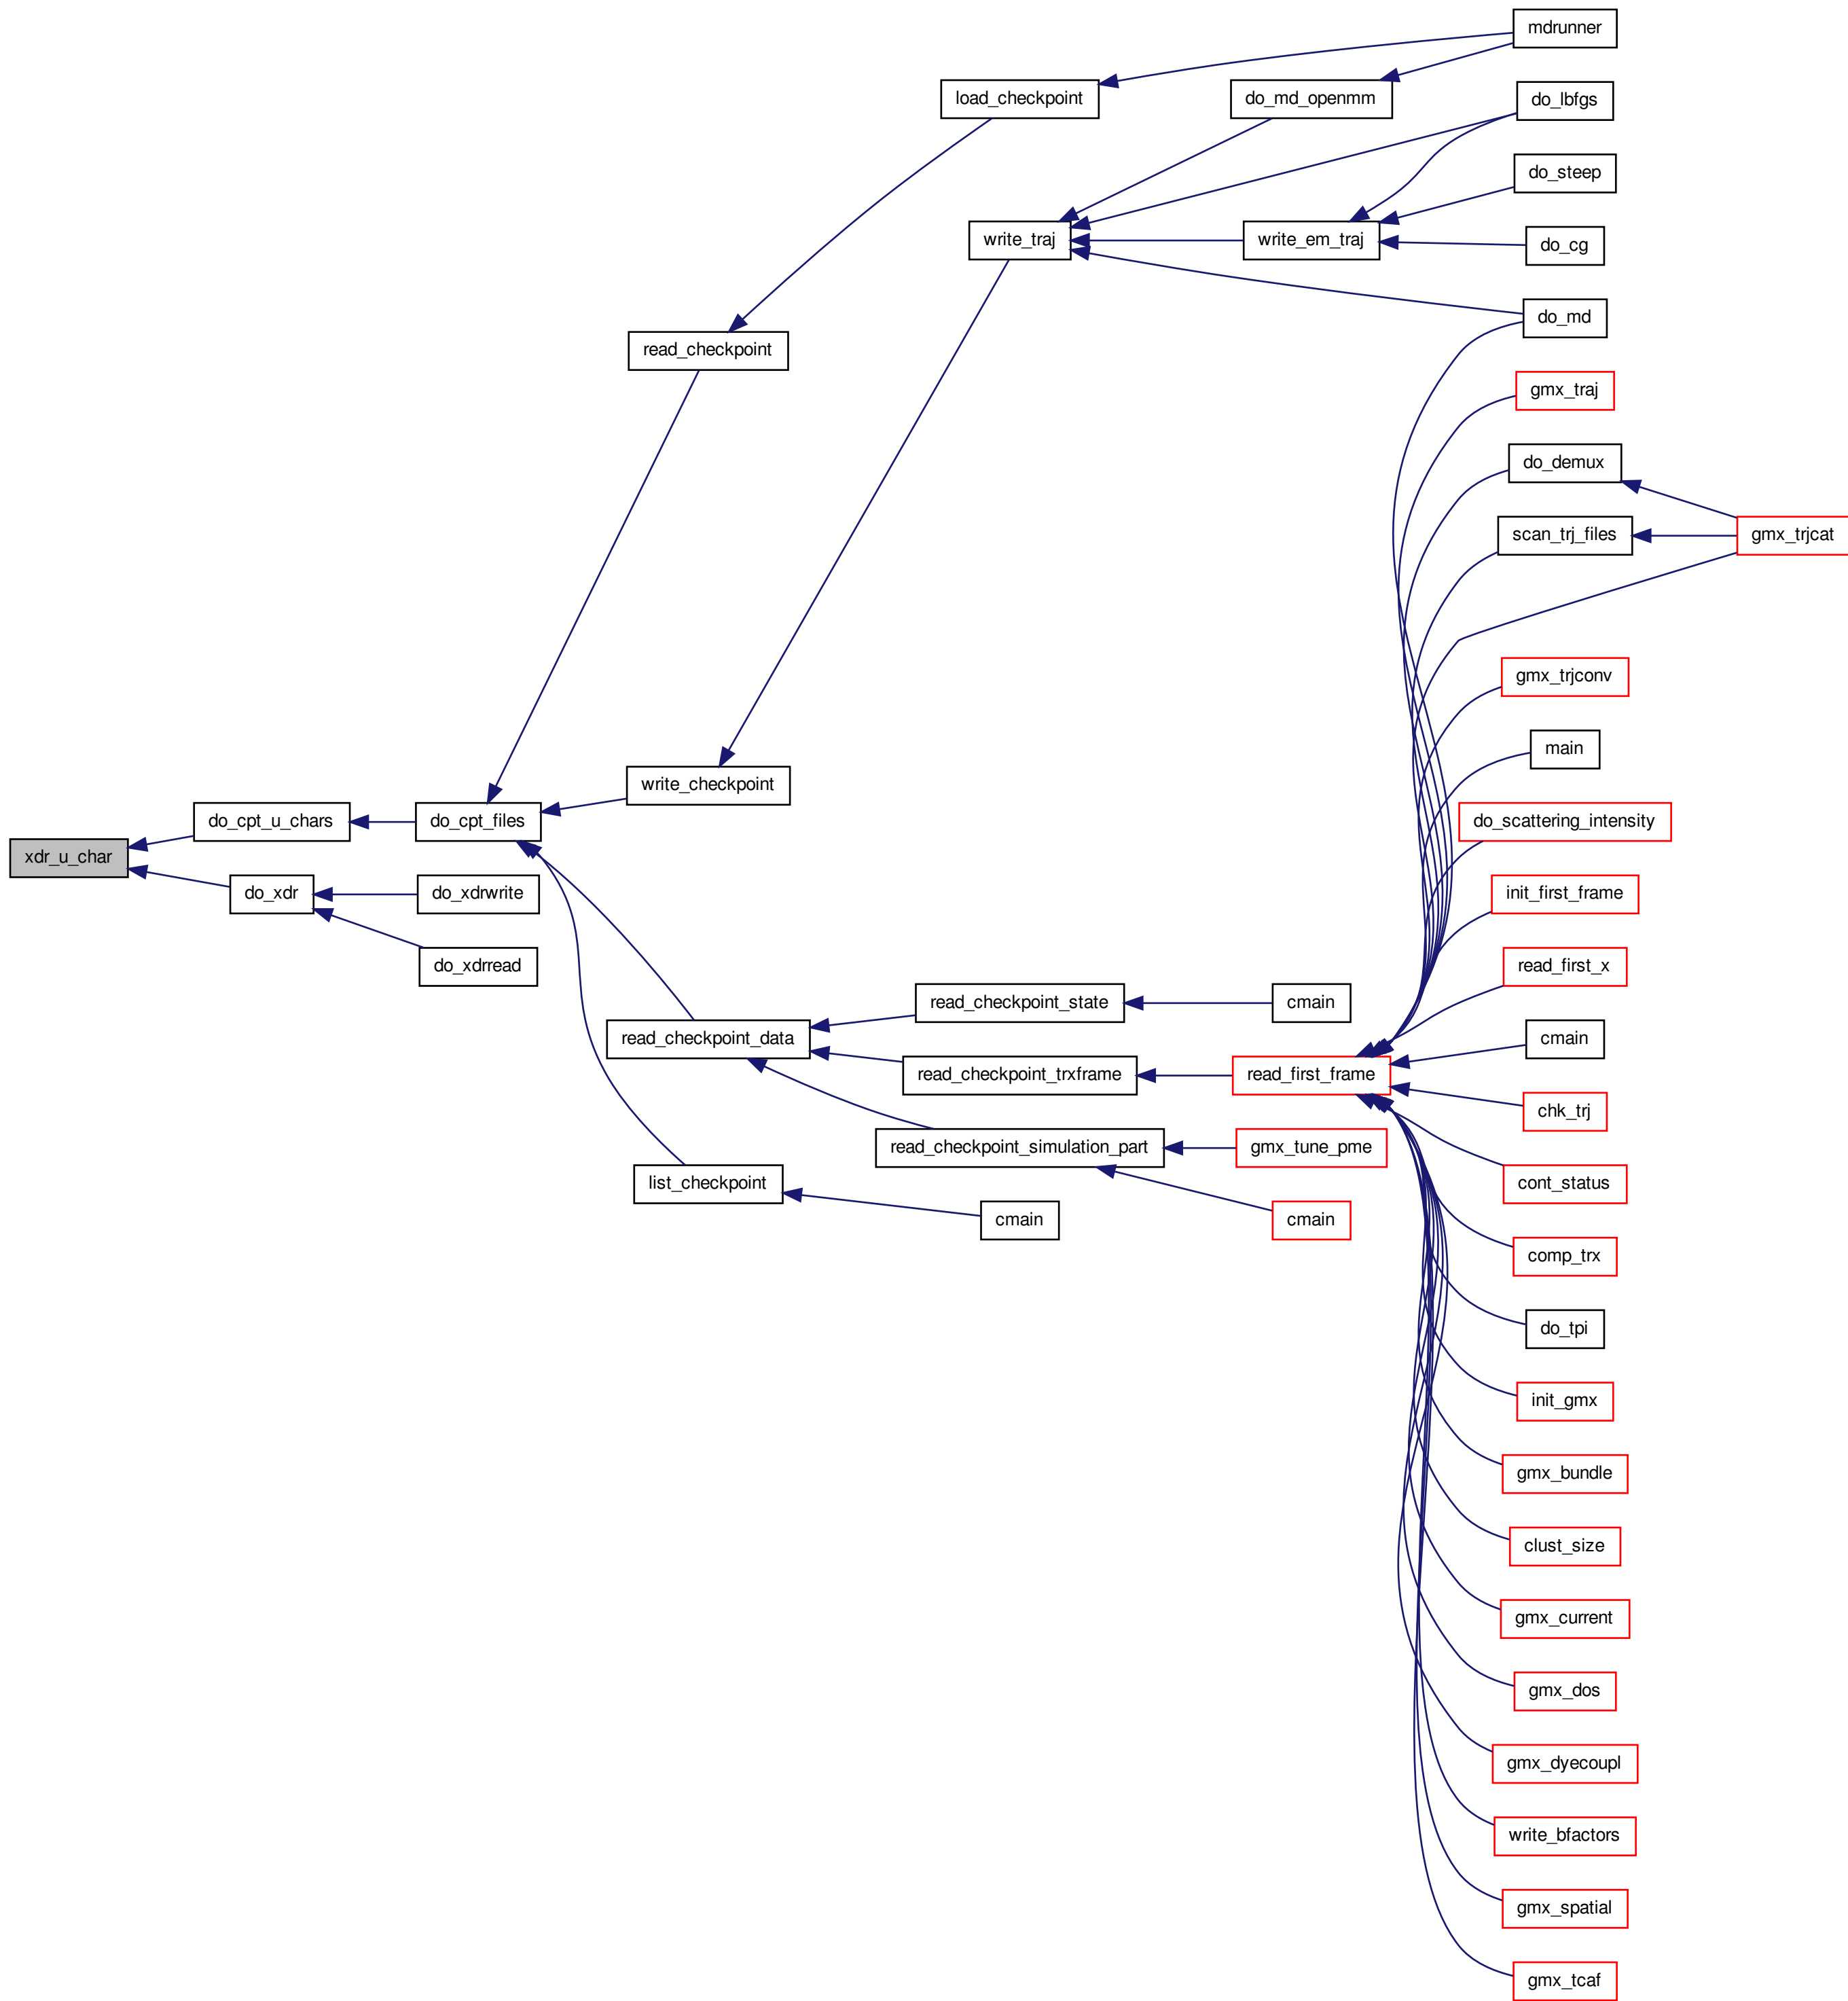 mdrunner
load_checkpoint
do_md_openmm
do_lbfgs
do_steep
write_traj
write_em_traj
do_cg
do_md
read_checkpoint
gmx_traj
do_demux
scan_trj_files
gmx_trjcat
gmx_trjconv
main
write_checkpoint
do_cpt_u_chars
do_cpt_files
do_scattering_intensity
xdr_u_char
do_xdr
do_xdrwrite
init_first_frame
do_xdrread
read_first_x
read_checkpoint_state
cmain
read_checkpoint_data
cmain
read_checkpoint_trxframe
read_first_frame
chk_trj
read_checkpoint_simulation_part
gmx_tune_pme
list_checkpoint
cont_status
cmain
cmain
comp_trx
do_tpi
init_gmx
gmx_bundle
clust_size
gmx_current
gmx_dos
gmx_dyecoupl
write_bfactors
gmx_spatial
gmx_tcaf